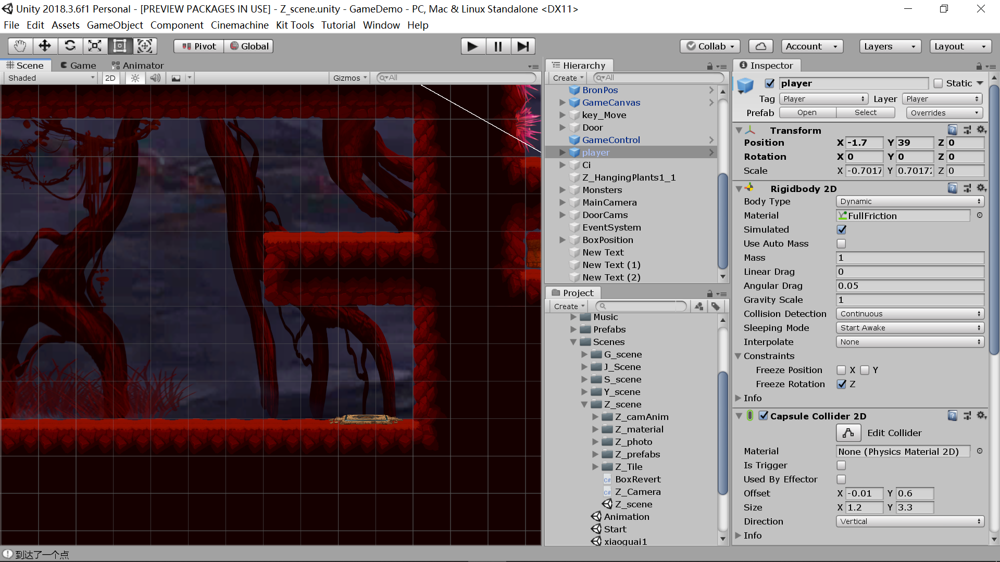 Unity 2018.3.6f1 Personal - [PREVIEW PACKAGES IN USE] - Z_scene.unity - GameDemo - PC, Mac & Linux Standalone <DX11>
File Edit Assets GameObject Component Cinemachine Kit Tools Tutorial Window Help
Pivot Global Collab Account Layers Layout
Scene Game Animator
Shaded 2D Gizmos All
Hierarchy
Create All
BronPos
GameCanvas
key_Move
Door
GameControl
player
Ci
Z_HangingPlants1_1
Monsters
MainCamera
DoorCams
EventSystem
BoxPosition
New Text
New Text (1)
New Text (2)
Project
Create
Music
Prefabs
Scenes
G_scene
J_Scene
S_scene
Y_scene
Z_scene
Z_camAnim
Z_material
Z_photo
Z_prefabs
Z_Tile
C# BoxRevert
C# Z_Camera
Z_scene
Animation
Start
xiaoguai1
Inspector
player Static
Tag Player Layer Player
Prefab Open Select Overrides
Transform
Position X -1.7 Y 39 Z 0
Rotation X 0 Y 0 Z 0
Scale X -0.7017 Y 0.7017 Z 0
Rigidbody 2D
Body Type Dynamic
Material FullFriction
Simulated
Use Auto Mass
Mass 1
Linear Drag 0
Angular Drag 0.05
Gravity Scale 1
Collision Detection Continuous
Sleeping Mode Start Awake
Interpolate None
Constraints
Freeze Position X Y
Freeze Rotation Z
Info
Capsule Collider 2D
Edit Collider
Material None (Physics Material 2D)
Is Trigger
Used By Effector
Offset X -0.01 Y 0.6
Size X 1.2 Y 3.3
Direction Vertical
Info
到达了一个点